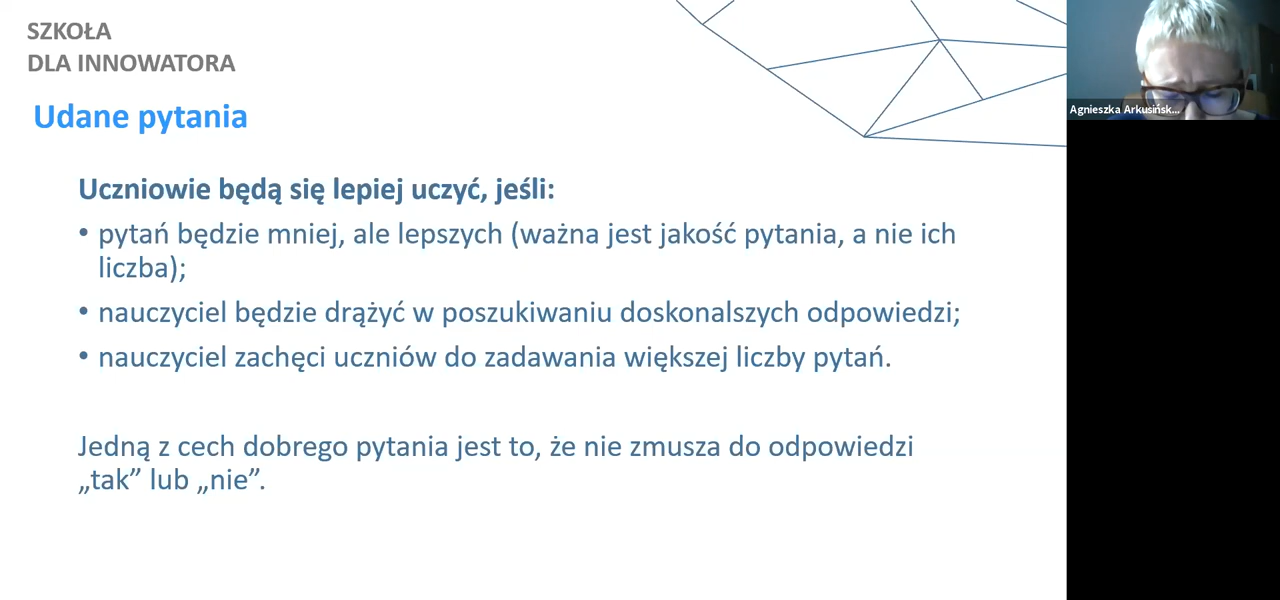 SZKOŁA
DLA INNOWATORA
Udane pytania
Uczniowie będą się lepiej uczyć, jeśli:
• pytań będzie mniej, ale lepszych (ważna jest jakość pytania, a nie ich
liczba);
• nauczyciel będzie drążyć w poszukiwaniu doskonalszych odpowiedzi;
• nauczyciel zachęci uczniów do zadawania większej liczby pytań.
Jedną z cech dobrego pytania jest to, że nie zmusza do odpowiedzi
„tak” lub „nie”.
Agnieszka Arkusińsk...